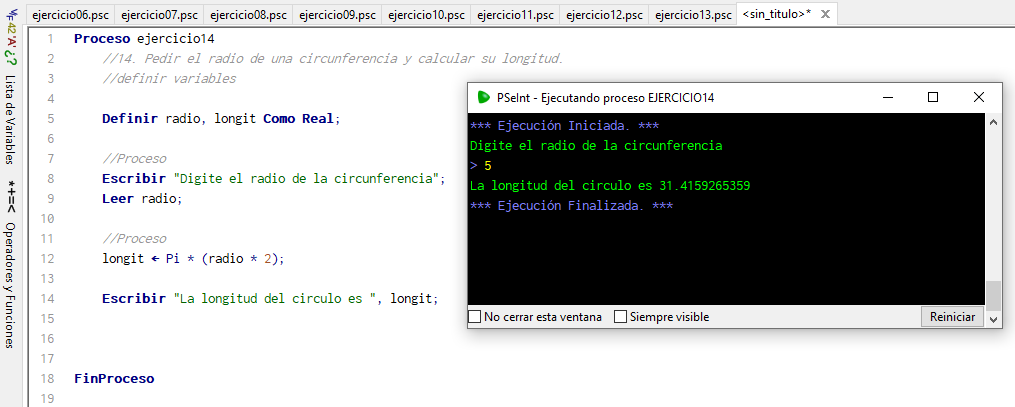 ejercicio06.psc ejercicio07.psc ejercicio08.psc ejercicio09.psc ejercicio10.psc ejercicio11.psc ejercicio12.psc ejercicio13.psc <sin_titulo>* X
42 'A' ¿?
Lista de Variables
*+=<
Operadores y Funciones
1 Proceso ejercicio14
2 //14. Pedir el radio de una circunferencia y calcular su longitud.
3 //definir variables
4
5 Definir radio, longit Como Real;
6
7 //Proceso
8 Escribir "Digite el radio de la circunferencia";
9 Leer radio;
10
11 //Proceso
12 longit ← Pi * (radio * 2);
13
14 Escribir "La longitud del circulo es ", longit;
15
16
17
18 FinProceso
19
PSeInt - Ejecutando proceso EJERCICIO14
*** Ejecución Iniciada. ***
Digite el radio de la circunferencia
> 5
La longitud del circulo es 31.4159265359
*** Ejecución Finalizada. ***
No cerrar esta ventana Siempre visible Reiniciar